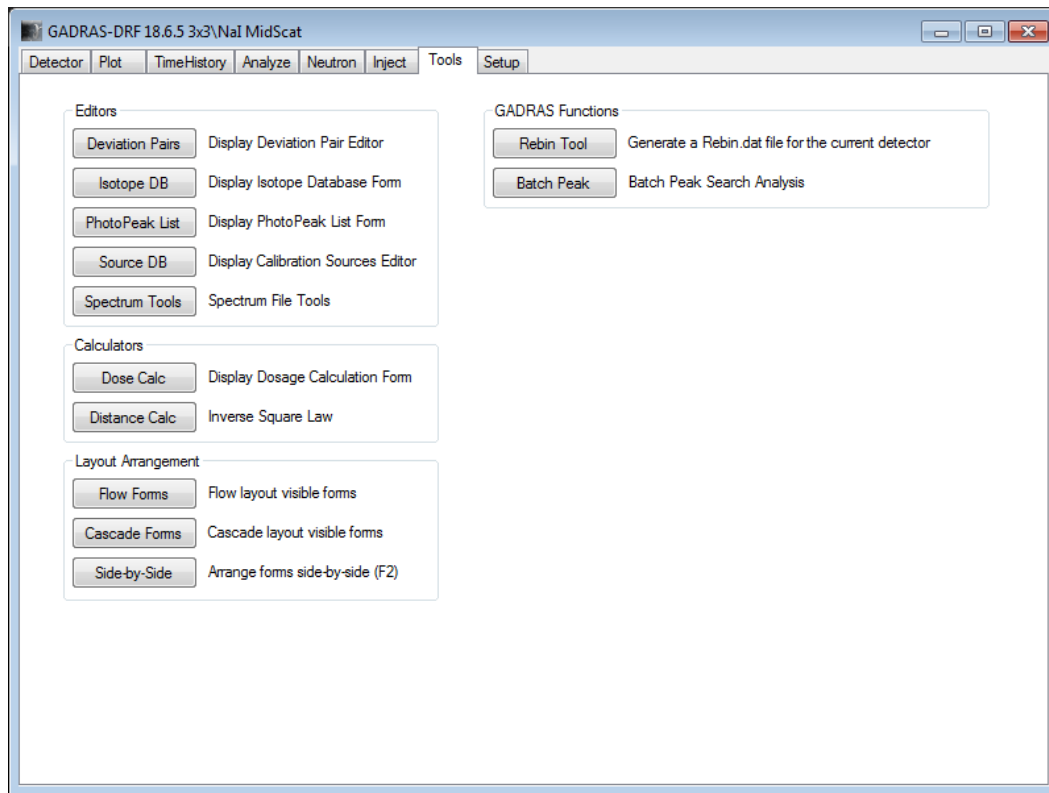 GADRAS-DRF 18.6.5 3x3\NaI MidScat
Detector Plot TimeHistory Analyze Neutron Inject Tools Setup
Editors
Deviation Pairs Display Deviation Pair Editor
Isotope DB Display Isotope Database Form
PhotoPeak List Display PhotoPeak List Form
Source DB Display Calibration Sources Editor
Spectrum Tools Spectrum File Tools
Calculators
Dose Calc Display Dosage Calculation Form
Distance Calc Inverse Square Law
Layout Arrangement
Flow Forms Flow layout visible forms
Cascade Forms Cascade layout visible forms
Side-by-Side Arrange forms side-by-side (F2)
GADRAS Functions
Rebin Tool Generate a Rebin.dat file for the current detector
Batch Peak Batch Peak Search Analysis